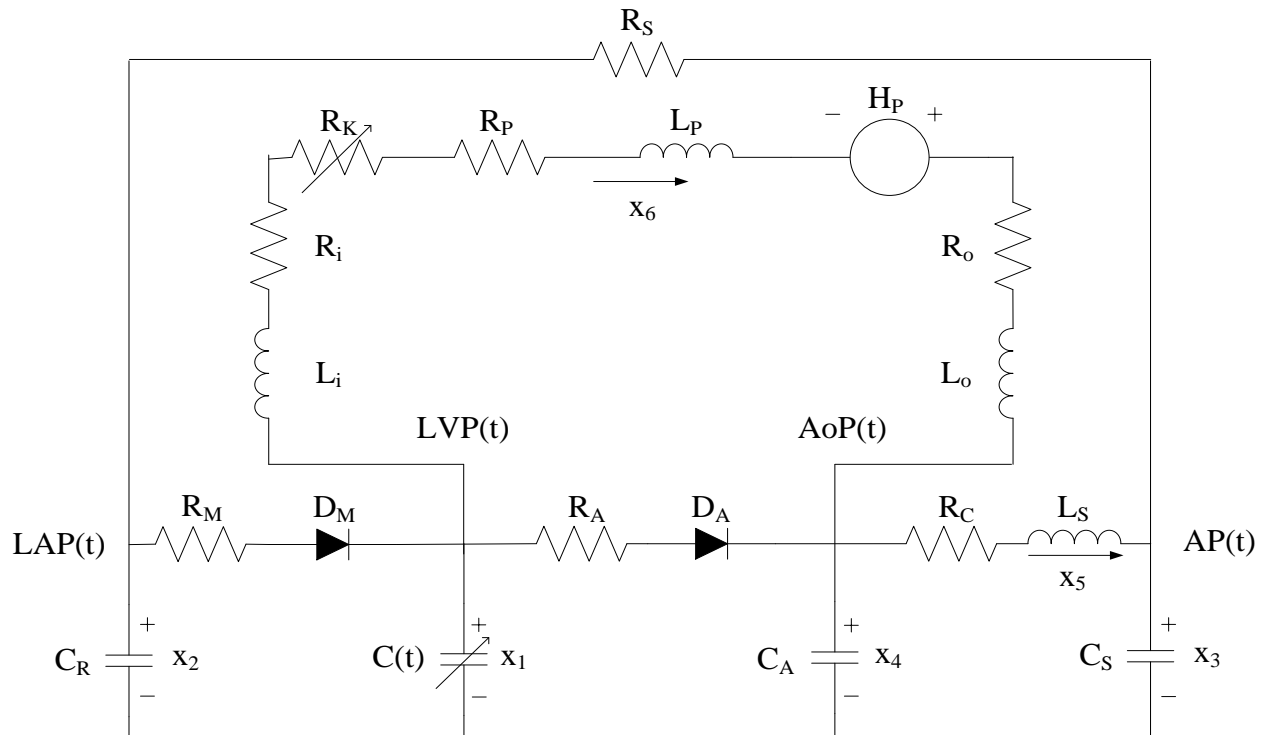 R_S
− H_P +
R_K R_P L_P
x_6
R_i R_o
L_i L_o
LVP(t) AoP(t)
R_M D_M R_A D_A R_C L_S
LAP(t) AP(t)
x_5
+ + + +
C_R x_2 C(t) x_1 C_A x_4 C_S x_3
− − − −